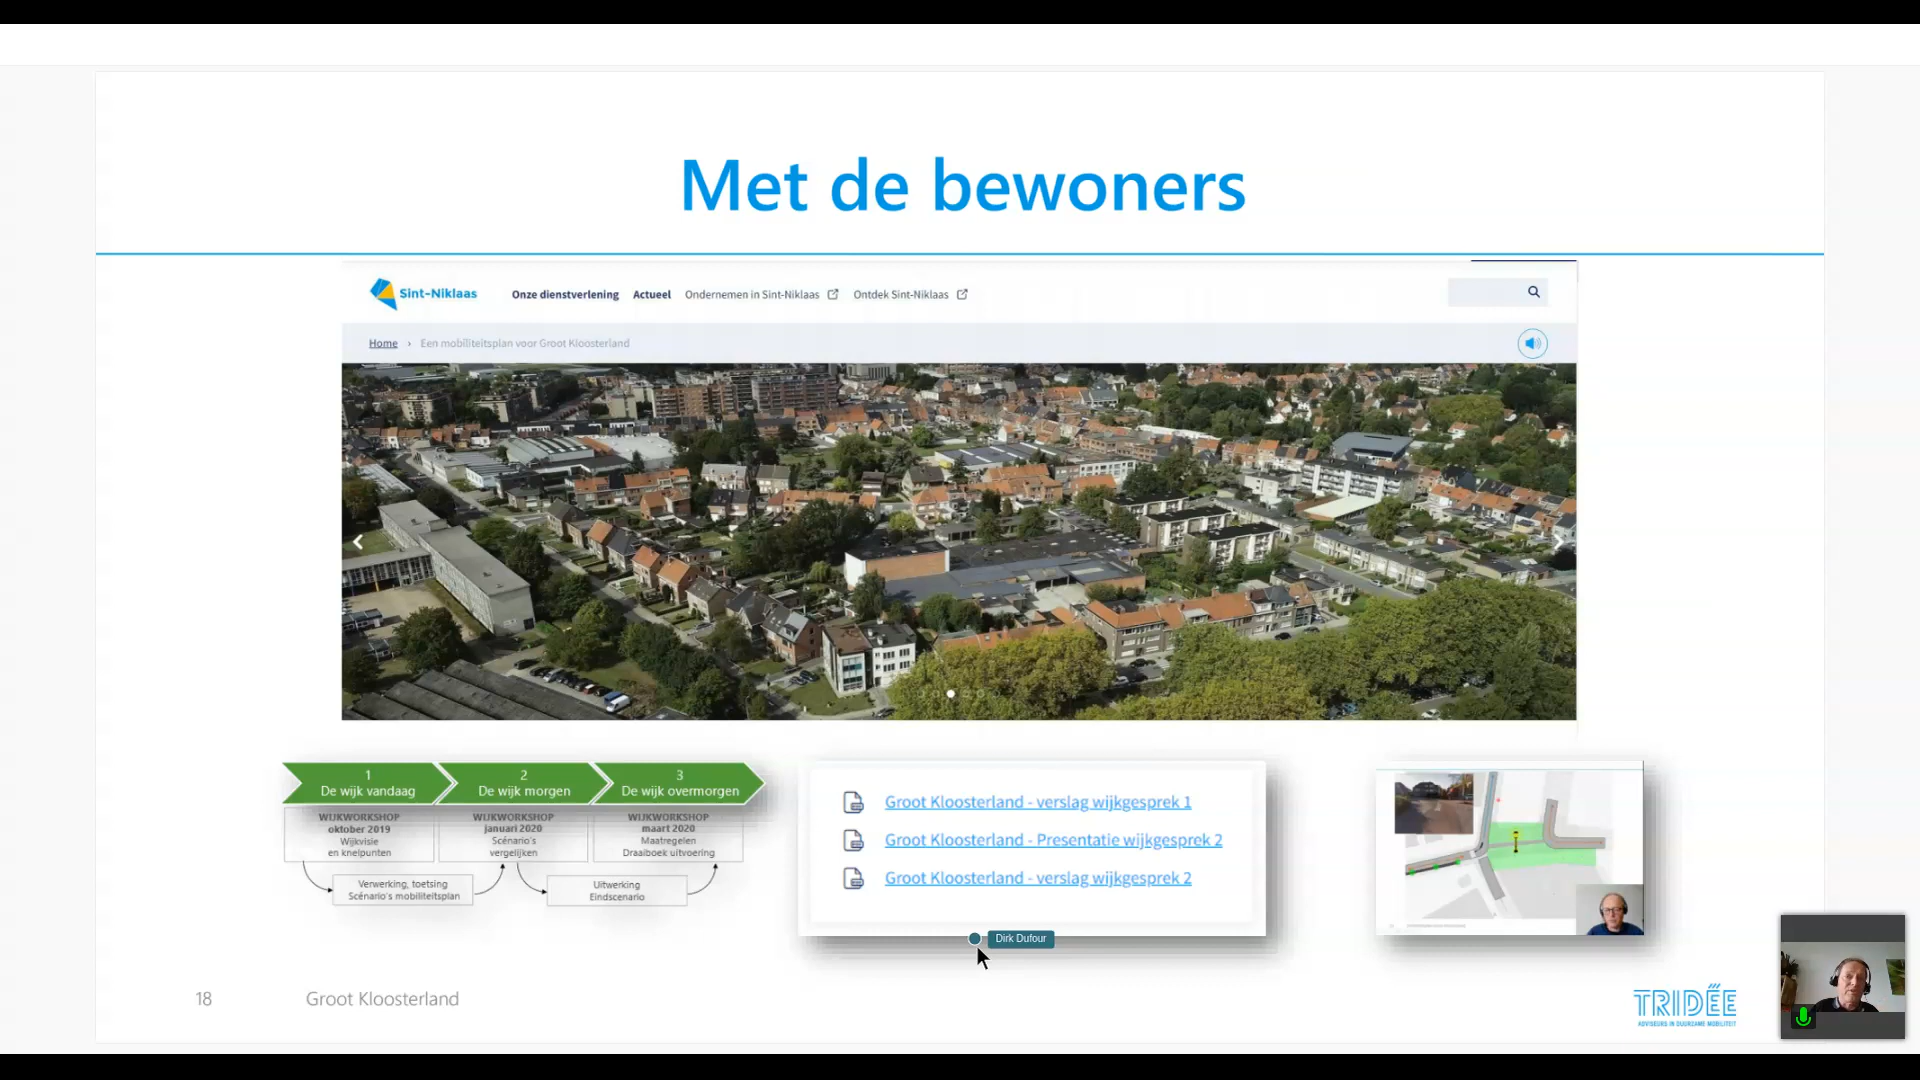 Met de bewoners
Sint-Niklaas
Onze dienstverlening Actueel Ondernemen in Sint-Niklaas Ontdek Sint-Niklaas
Home › Een mobiliteitsplan voor Groot Kloosterland
1
De wijk vandaag
2
De wijk morgen
3
De wijk overmorgen
WIJKWORKSHOP
oktober 2019
Wijkvisie
en knelpunten
WIJKWORKSHOP
januari 2020
Scénario's
vergelijken
WIJKWORKSHOP
maart 2020
Maatregelen
Draaiboek uitvoering
Verwerking, toetsing
Scénario's mobiliteitsplan
Uitwerking
Eindscenario
Groot Kloosterland - verslag wijkgesprek 1
Groot Kloosterland - Presentatie wijkgesprek 2
Groot Kloosterland - verslag wijkgesprek 2
Dirk Dufour
18 Groot Kloosterland
TRIDÉE
ADVISEURS IN DUURZAME MOBILITEIT